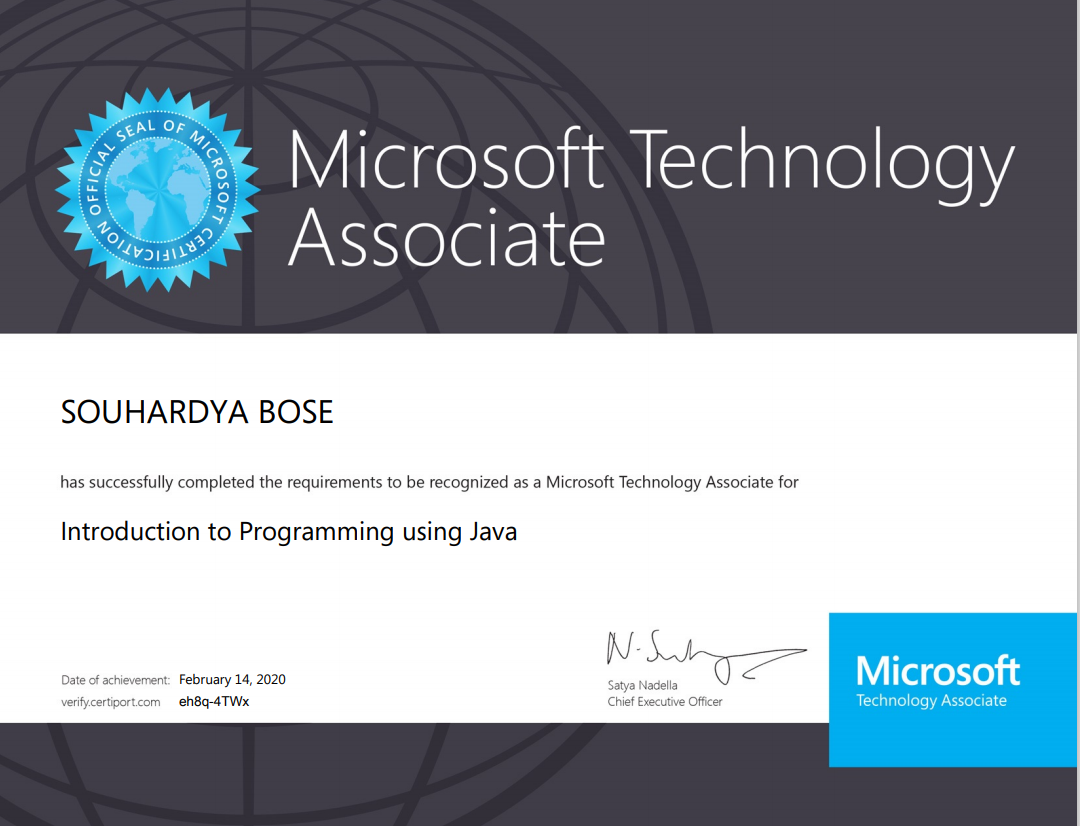 OFFICIAL SEAL OF MICROSOFT CERTIFICATION
Microsoft Technology
Associate
SOUHARDYA BOSE
has successfully completed the requirements to be recognized as a Microsoft Technology Associate for
Introduction to Programming using Java
Date of achievement: February 14, 2020
verify.certiport.com eh8q-4TWx
N. Satya
Satya Nadella
Chief Executive Officer
Microsoft
Technology Associate